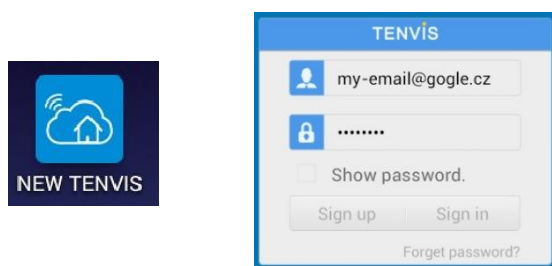 NEW TENVIS
TENVIS
my-email@gogle.cz
••••••••
Show password.
Sign up Sign in
Forget password?